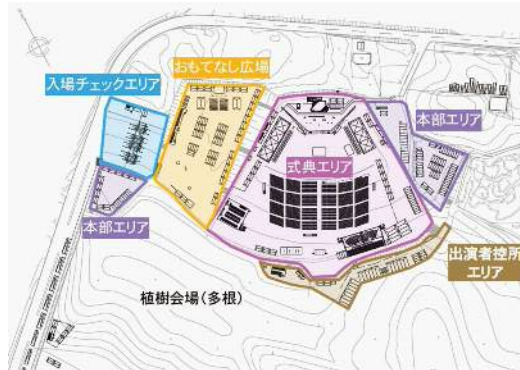 入場チェックエリア
おもてなし広場
本部エリア
式典エリア
本部エリア
出演者控所
エリア
植樹会場(多根)